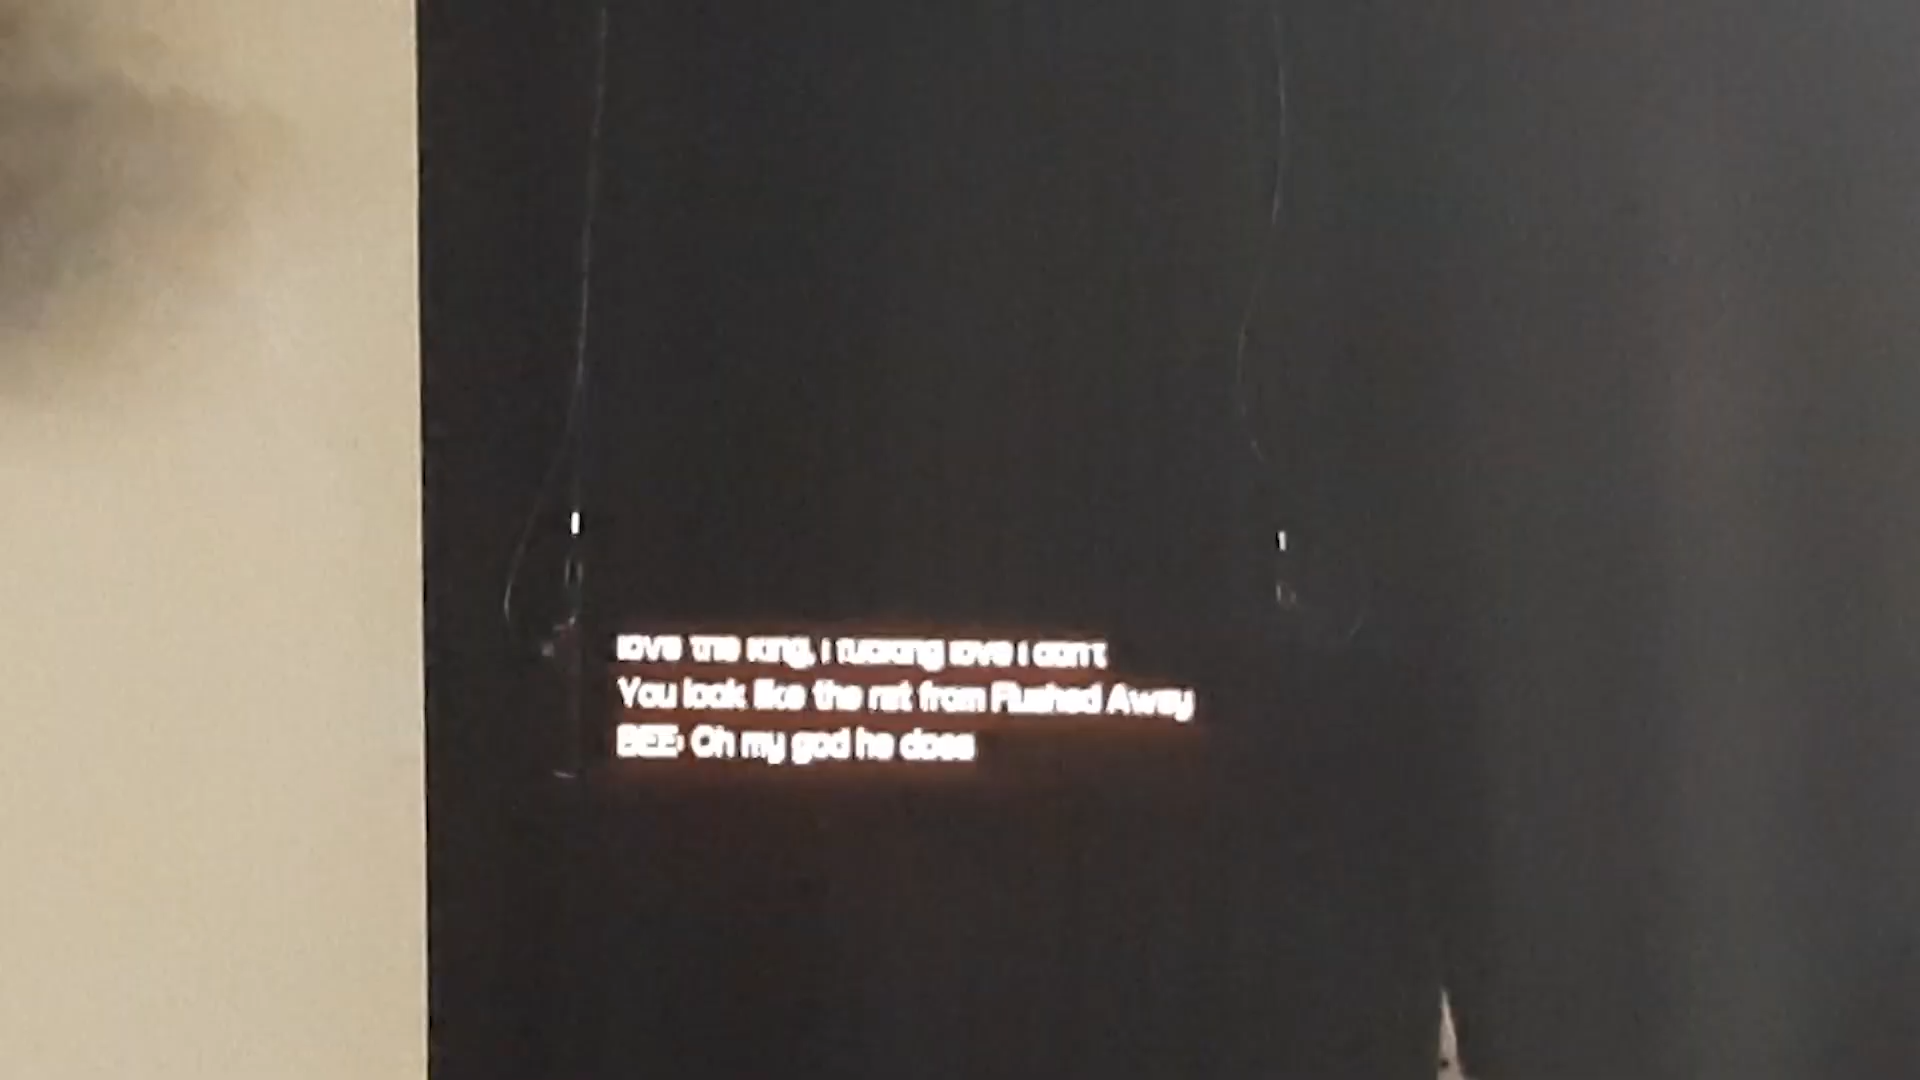 love the king, I fucking love I don't
You look like the rat from Flushed Away
BEE: Oh my god he does